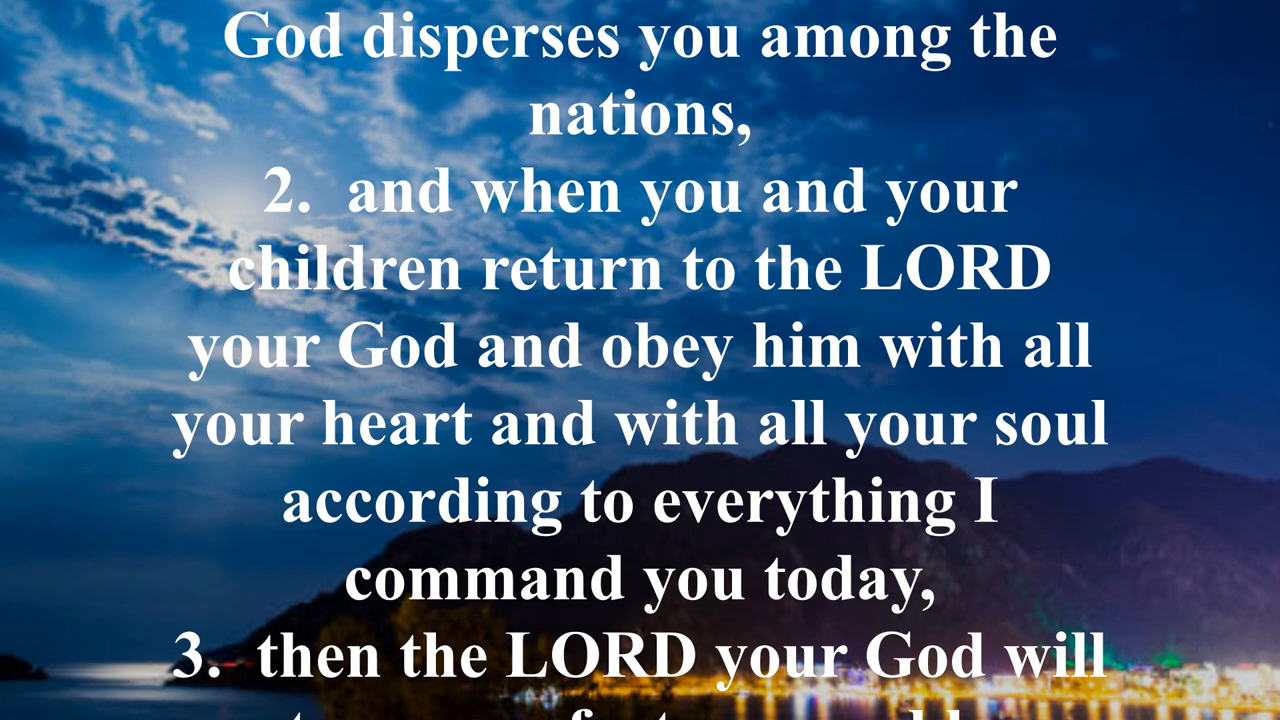 God disperses you among the
nations,
2. and when you and your
children return to the LORD
your God and obey him with all
your heart and with all your soul
according to everything I
command you today,
3. then the LORD your God will